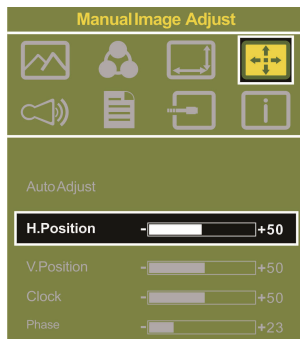 Manual Image Adjust
i
Auto Adjust
H.Position - +50
V.Position - +50
Clock - +50
Phase - +23